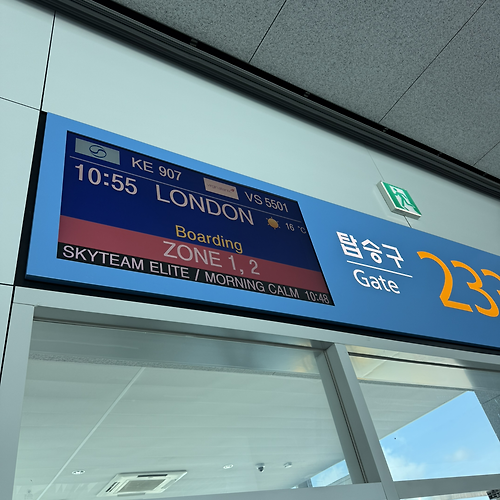 KE 907
VS 5501
10:55 LONDON
16 °C
Boarding
ZONE 1, 2
SKYTEAM ELITE / MORNING CALM 10:48
탑승구
Gate